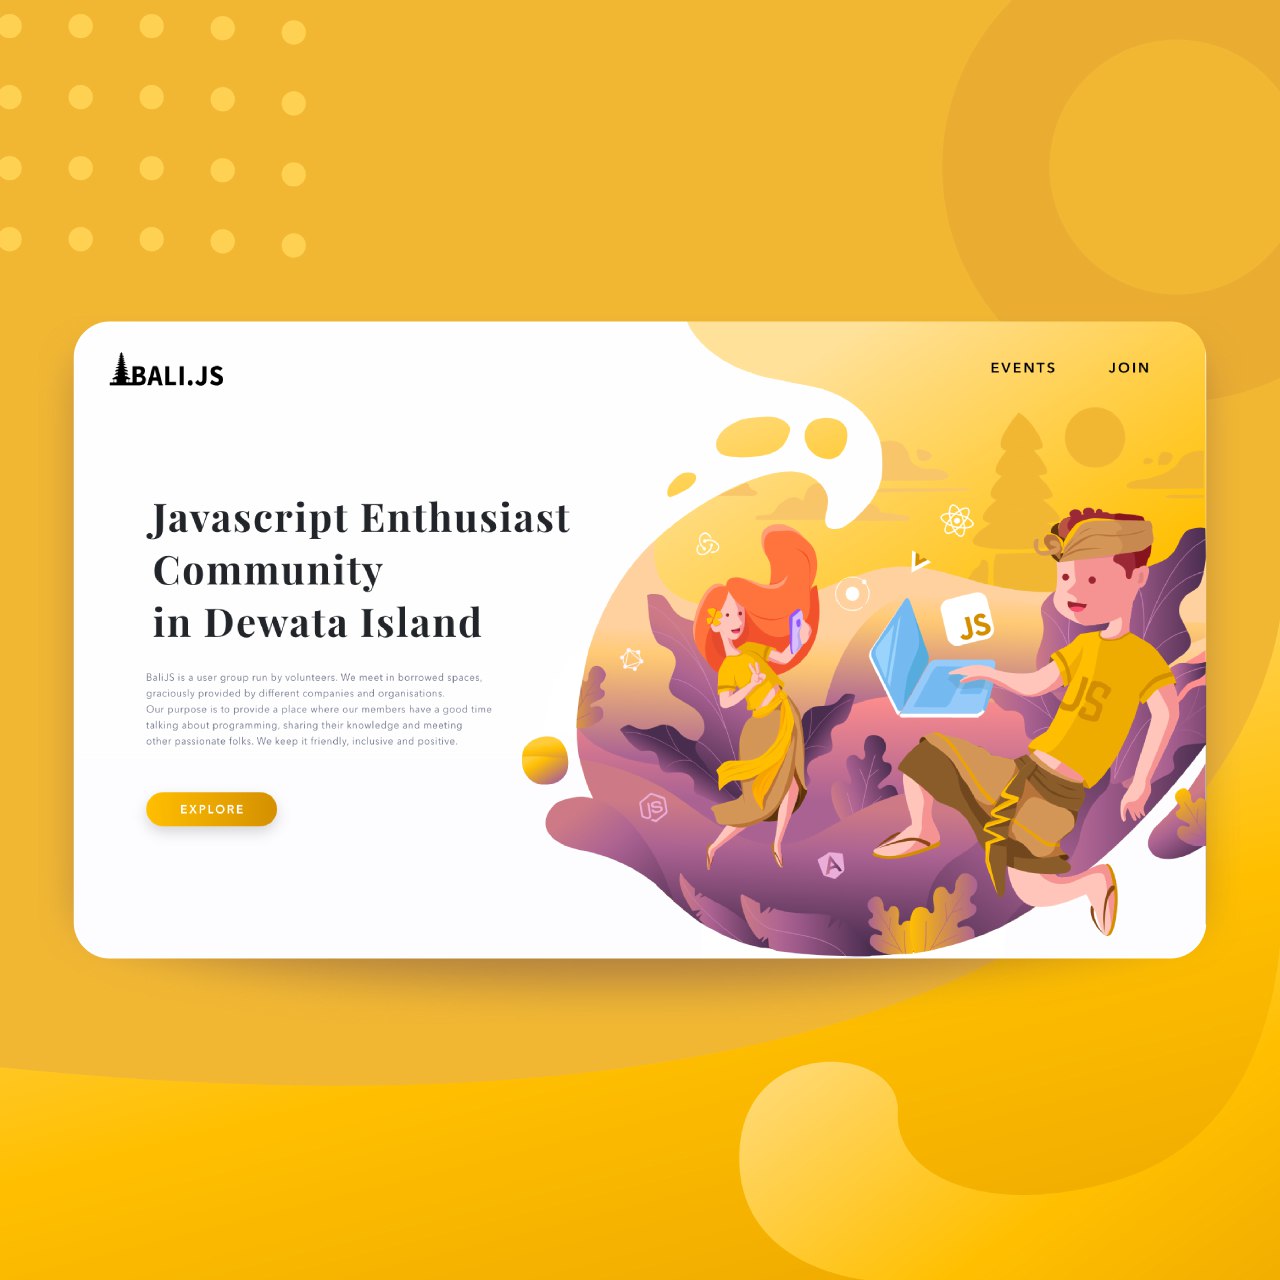 BALI.JS
EVENTS
JOIN
Javascript Enthusiast
Community
in Dewata Island
BaliJS is a user group run by volunteers. We meet in borrowed spaces,
graciously provided by different companies and organisations.
Our purpose is to provide a place where our members have a good time
talking about programming, sharing their knowledge and meeting
other passionate folks. We keep it friendly, inclusive and positive.
EXPLORE
JS
JS
JS
A